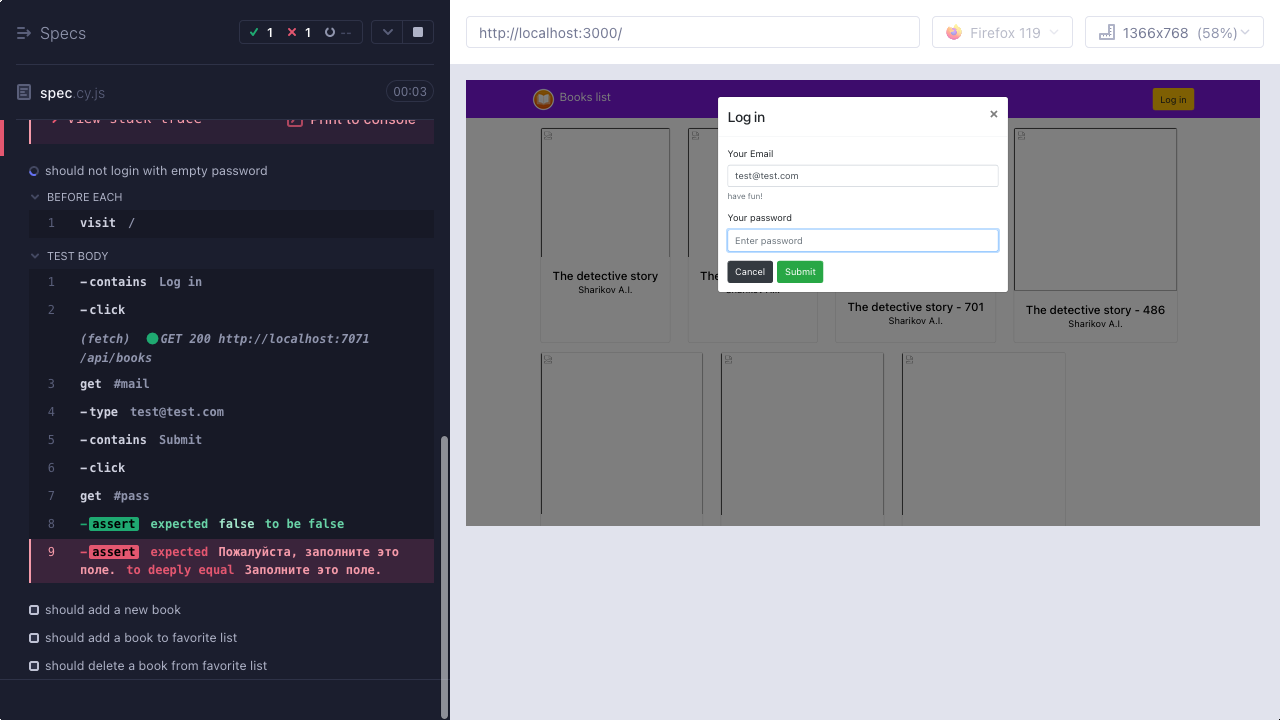 Specs
1
1
--
spec.cy.js
00:03
View stack trace
Print to console
should not login with empty password
BEFORE EACH
1 visit /
TEST BODY
1 -contains Log in
2 -click
(fetch) GET 200 http://localhost:7071
/api/books
3 get #mail
4 -type test@test.com
5 -contains Submit
6 -click
7 get #pass
8 -assert expected false to be false
9 -assert expected Пожалуйста, заполните это
поле. to deeply equal Заполните это поле.
should add a new book
should add a book to favorite list
should delete a book from favorite list
http://localhost:3000/
Firefox 119
1366x768 (58%)
Books list
Log in
Log in
×
Your Email
test@test.com
have fun!
Your password
Enter password
Cancel
Submit
The detective story
Sharikov A.I.
The detective story - 701
Sharikov A.I.
The detective story - 486
Sharikov A.I.